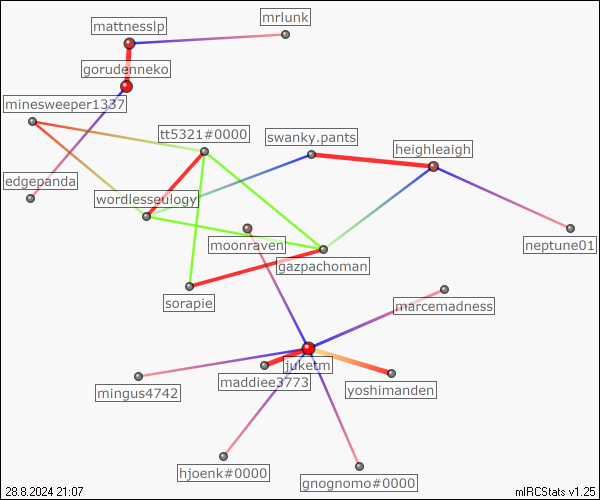 mrlunk
mattnesslp
gorudenneko
minesweeper1337
tt5321#0000
swanky.pants
heighleaigh
edgepanda
wordlesseulogy
moonraven
neptune01
gazpachoman
sorapie
marcemadness
juketm
maddiee3773
mingus4742
yoshimanden
hjoenk#0000
gnognomo#0000
28.8.2024 21:07
mIRCStats v1.25